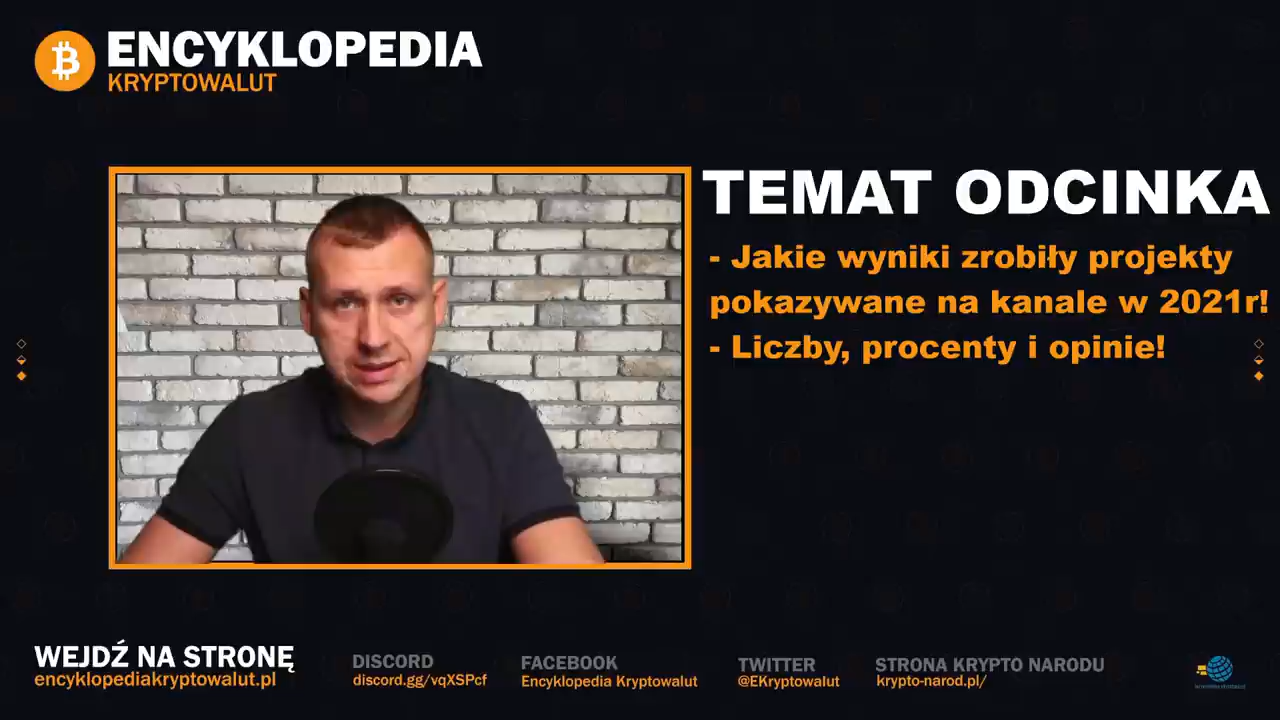 ENCYKLOPEDIA
KRYPTOWALUT
TEMAT ODCINKA
- Jakie wyniki zrobiły projekty
pokazywane na kanale w 2021r!
- Liczby, procenty i opinie!
WEJDŹ NA STRONĘ
encyklopediakryptowalut.pl
DISCORD
discord.gg/vqXSPcf
FACEBOOK
Encyklopedia Kryptowalut
TWITTER
@EKryptowalut
STRONA KRYPTO NARODU
krypto-narod.pl/